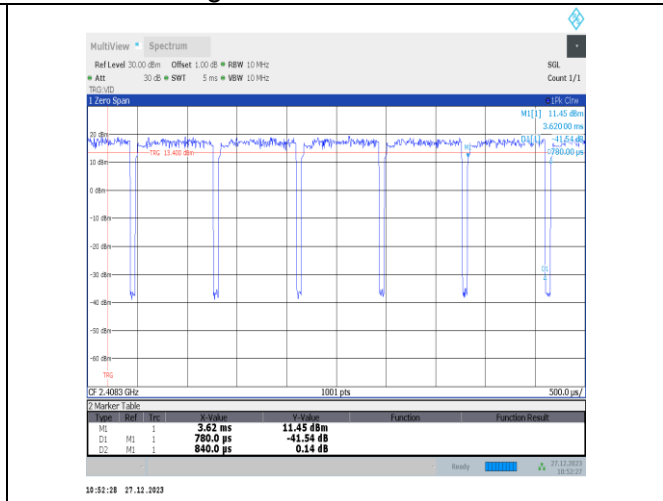 MultiView Spectrum
Ref Level 30.00 dBm Offset 1.00 dB RBW 10 MHz SGL
Att 30 dB SWT 5 ms VBW 10 MHz Count 1/1
TRG:VID
1 Zero Span 1Pk Clrw
M1[1] 11.45 dBm
3.620 00 ms
20 dBm D1[1] -41.54 dB
780.00 µs
TRG 13.400 dBm
10 dBm
0 dBm
-10 dBm
-20 dBm
-30 dBm
D1
-40 dBm
-50 dBm
-60 dBm
TRG
CF 2.4083 GHz 1001 pts 500.0 µs/
2 Marker Table
Type Ref Trc X-Value Y-Value Function Function Result
M1 1 3.62 ms 11.45 dBm
D1 M1 1 780.0 µs -41.54 dB
D2 M1 1 840.0 µs 0.14 dB
Ready 27.12.2023
10:52:27
10:52:28 27.12.2023